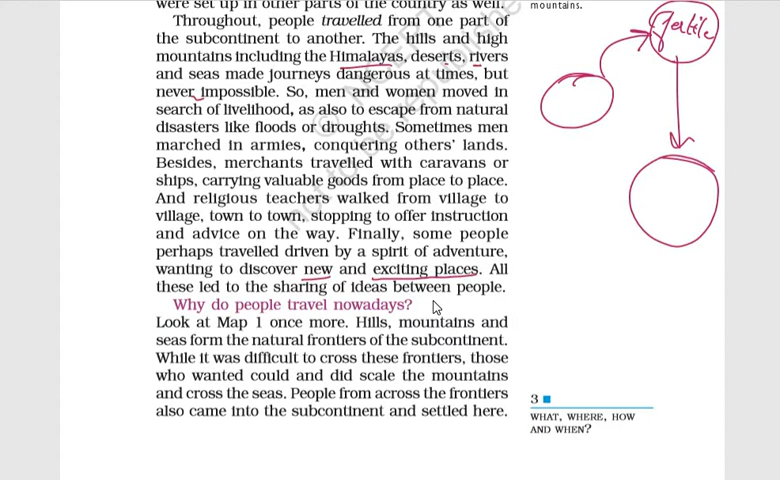 were set up in other parts of the country as well.
mountains.
Throughout, people travelled from one part of
the subcontinent to another. The hills and high
mountains including the Himalayas, deserts, rivers
and seas made journeys dangerous at times, but
never impossible. So, men and women moved in
search of livelihood, as also to escape from natural
disasters like floods or droughts. Sometimes men
marched in armies, conquering others' lands.
Besides, merchants travelled with caravans or
ships, carrying valuable goods from place to place.
And religious teachers walked from village to
village, town to town, stopping to offer instruction
and advice on the way. Finally, some people
perhaps travelled driven by a spirit of adventure,
wanting to discover new and exciting places. All
these led to the sharing of ideas between people.
Why do people travel nowadays?
Look at Map 1 once more. Hills, mountains and
seas form the natural frontiers of the subcontinent.
While it was difficult to cross these frontiers, those
who wanted could and did scale the mountains
and cross the seas. People from across the frontiers
also came into the subcontinent and settled here.
fertile
3
WHAT, WHERE, HOW
AND WHEN?